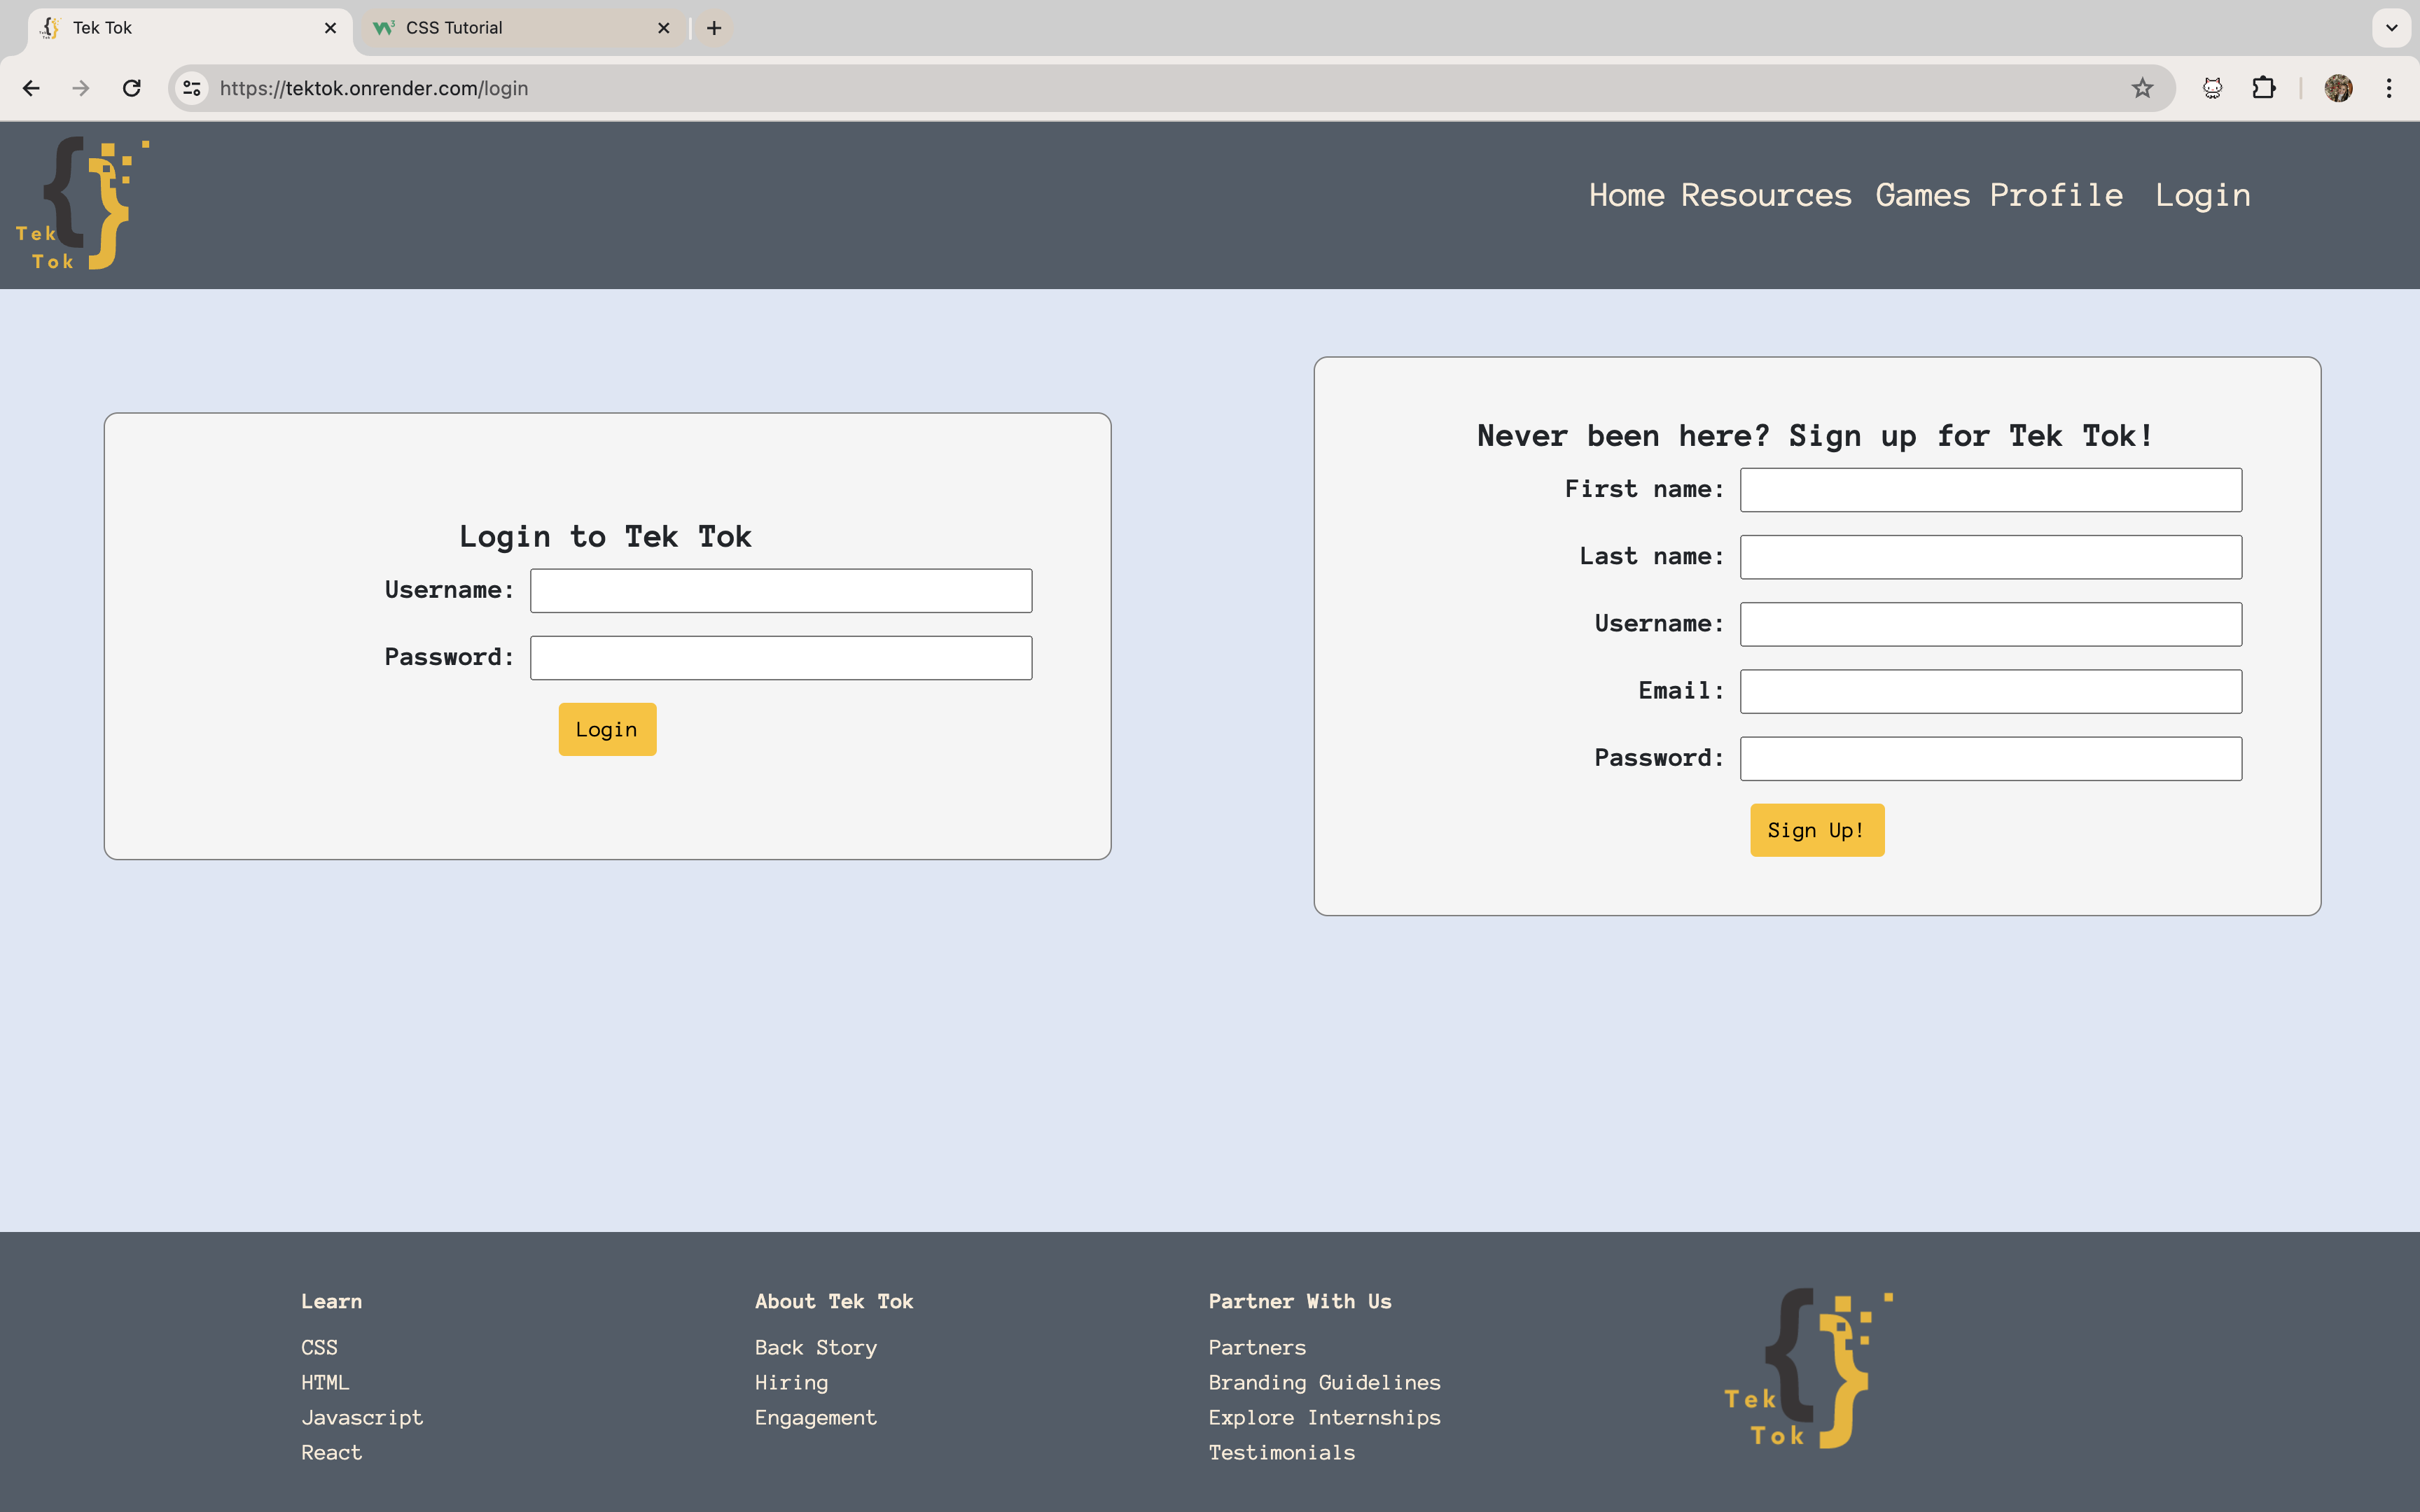 Tek Tok
CSS Tutorial
https://tektok.onrender.com/login
Tek
Tok
Home Resources Games Profile Login
Login to Tek Tok
Username:
Password:
Login
Never been here? Sign up for Tek Tok!
First name:
Last name:
Username:
Email:
Password:
Sign Up!
Learn
CSS
HTML
Javascript
React
About Tek Tok
Back Story
Hiring
Engagement
Partner With Us
Partners
Branding Guidelines
Explore Internships
Testimonials
Tek
Tok